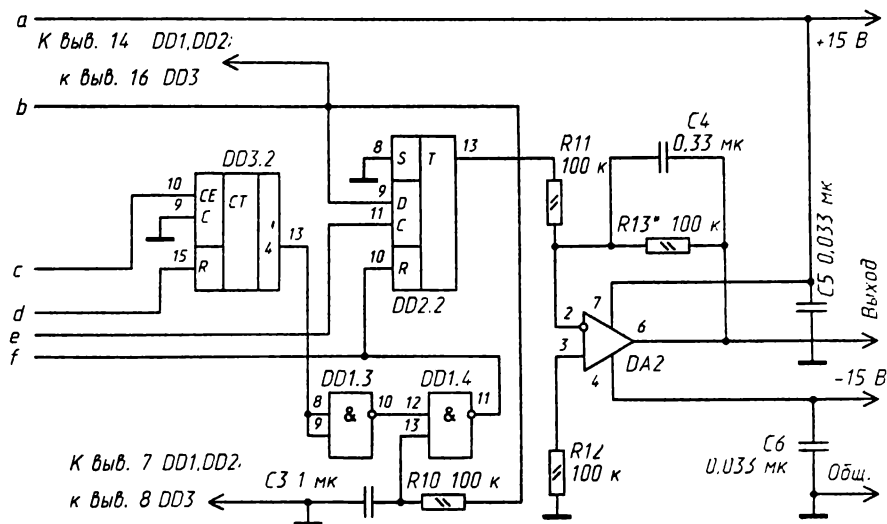 a
К выв. 14 DD1,DD2;
к выв. 16 DD3
+15 В
b
C4
0,33 мк
R11
100 к
8
S
T
13
DD3.2
10
CE
CT
9
C
9
D
11
C
R13* 100 к
C5 0,033 мк
4
13
c
15
R
10
R
DD2.2
d
e
f
2
7
6
3
DA2
4
Выход
-15 В
DD1.3
DD1.4
8
9
&
10
12
13
&
11
К выв. 7 DD1,DD2;
к выв. 8 DD3
C3 1 мк
R10 100 к
R12
100 к
C6
0,033 мк
Общ.